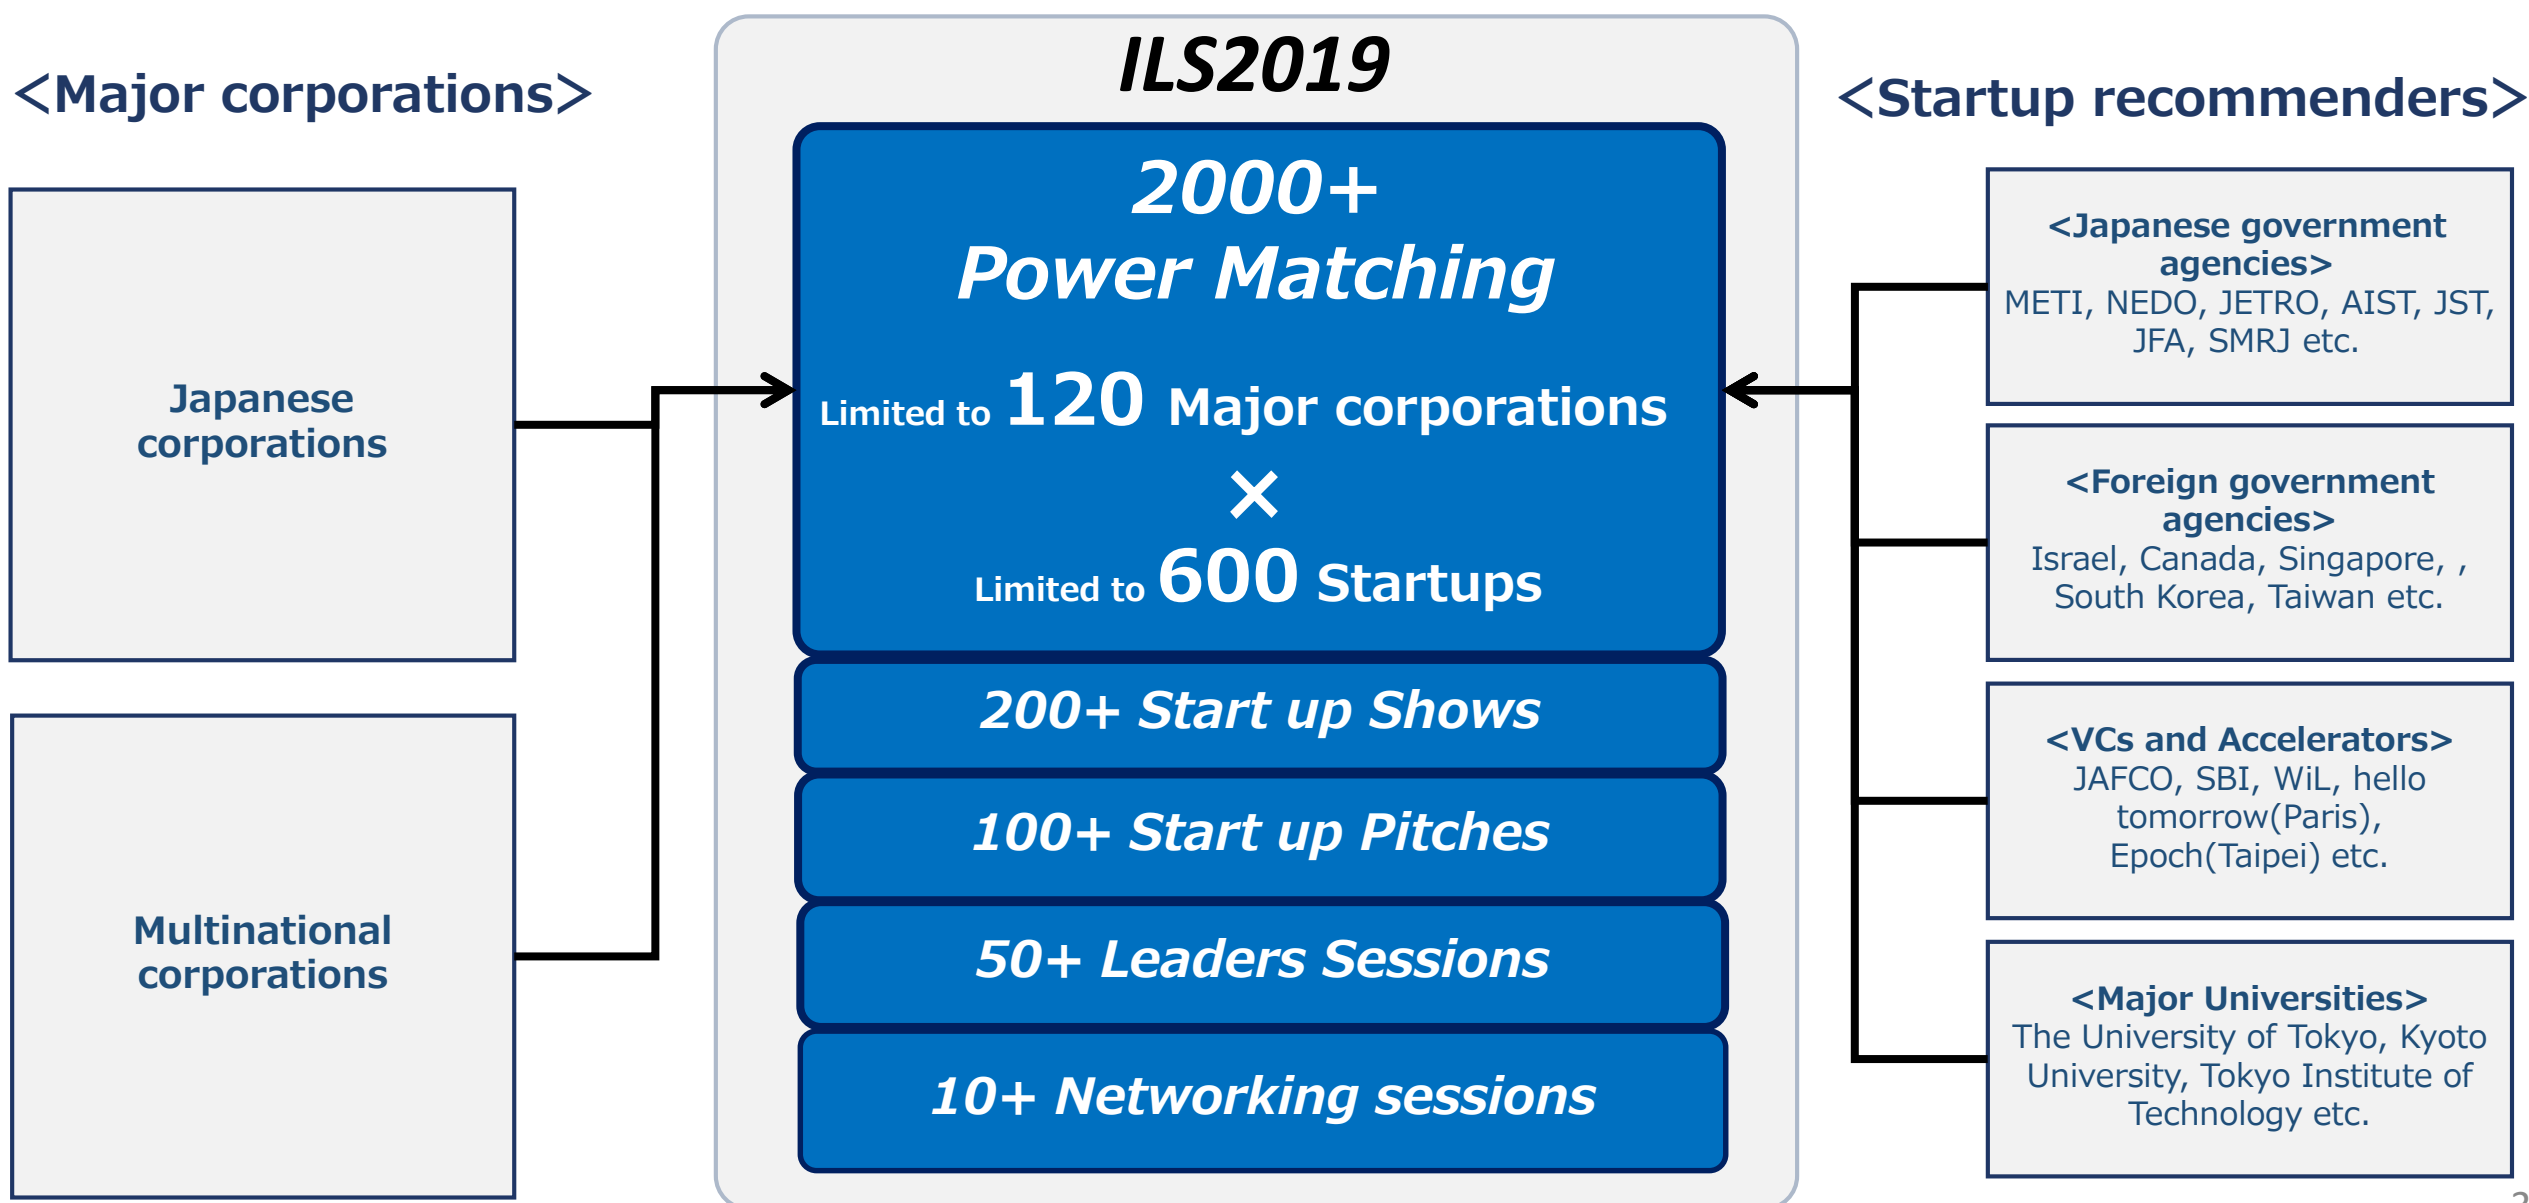 <Major corporations>
Japanese
corporations
Multinational
corporations
ILS2019
2000+
Power Matching
Limited to 120 Major corporations
×
Limited to 600 Startups
200+ Start up Shows
100+ Start up Pitches
50+ Leaders Sessions
10+ Networking sessions
<Startup recommenders>
<Japanese government
agencies>
METI, NEDO, JETRO, AIST, JST,
JFA, SMRJ etc.
<Foreign government
agencies>
Israel, Canada, Singapore, ,
South Korea, Taiwan etc.
<VCs and Accelerators>
JAFCO, SBI, WiL, hello
tomorrow(Paris),
Epoch(Taipei) etc.
<Major Universities>
The University of Tokyo, Kyoto
University, Tokyo Institute of
Technology etc.